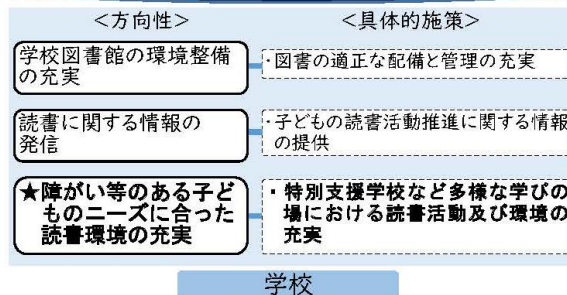 <方向性>
<具体的施策>
学校図書館の環境整備
の充実
・図書の適正な配備と管理の充実
読書に関する情報の
発信
・子どもの読書活動推進に関する情報
の提供
★障がい等のある子ど
ものニーズに合った
読書環境の充実
・特別支援学校など多様な学びの
場における読書活動及び環境の
充実
学校